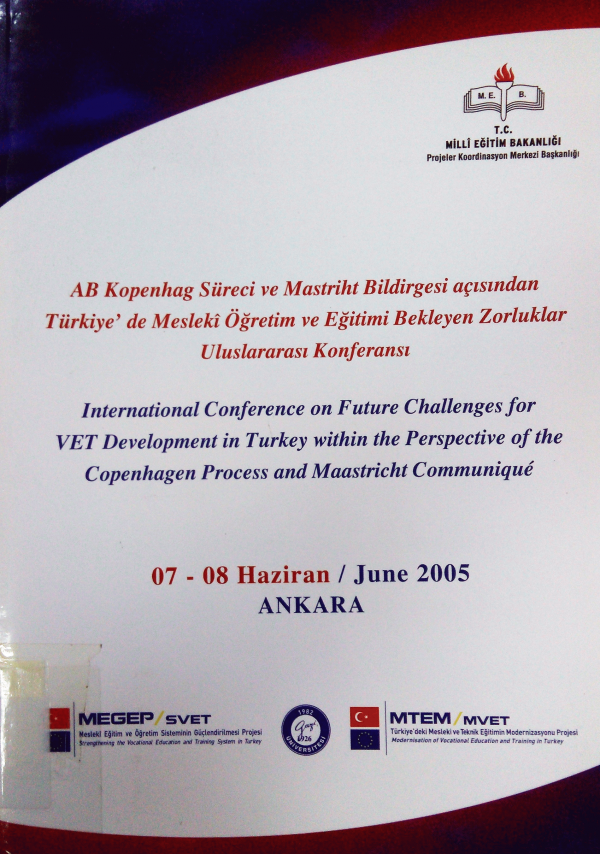 M. E. B.
T.C.
MİLLÎ EĞİTİM BAKANLIĞI
Projeler Koordinasyon Merkezi Başkanlığı
AB Kopenhag Süreci ve Mastriht Bildirgesi açısından
Türkiye' de Meslekî Öğretim ve Eğitimi Bekleyen Zorluklar
Uluslararası Konferansı
International Conference on Future Challenges for
VET Development in Turkey within the Perspective of the
Copenhagen Process and Maastricht Communiqué
07 - 08 Haziran / June 2005
ANKARA
MEGEP/SVET
Meslekî Eğitim ve Öğretim Sisteminin Güçlendirilmesi Projesi
Strengthening the Vocational Education and Training System in Turkey
1982
Gazi
1926
ÜNİVERSİTESİ
MTEM/MVET
Türkiye'deki Mesleki ve Teknik Eğitimin Modernizasyonu Projesi
Modernisation of Vocational Education and Training in Turkey